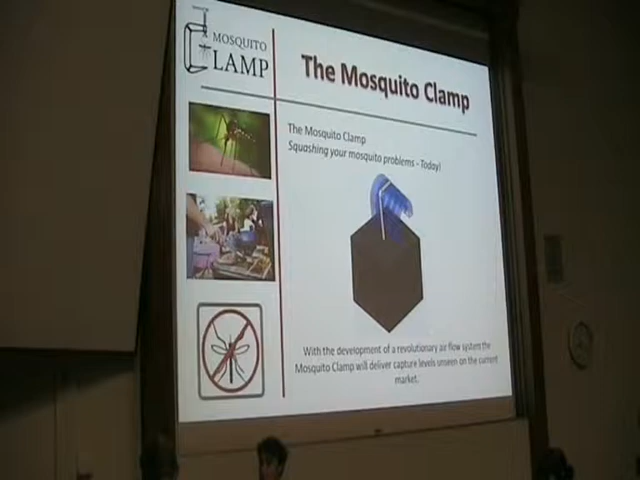 MOSQUITO
CLAMP
The Mosquito Clamp
The Mosquito Clamp
Squashing your mosquito problems - Today!
With the development of a revolutionary air flow system the
Mosquito Clamp will deliver capture levels unseen on the current
market.